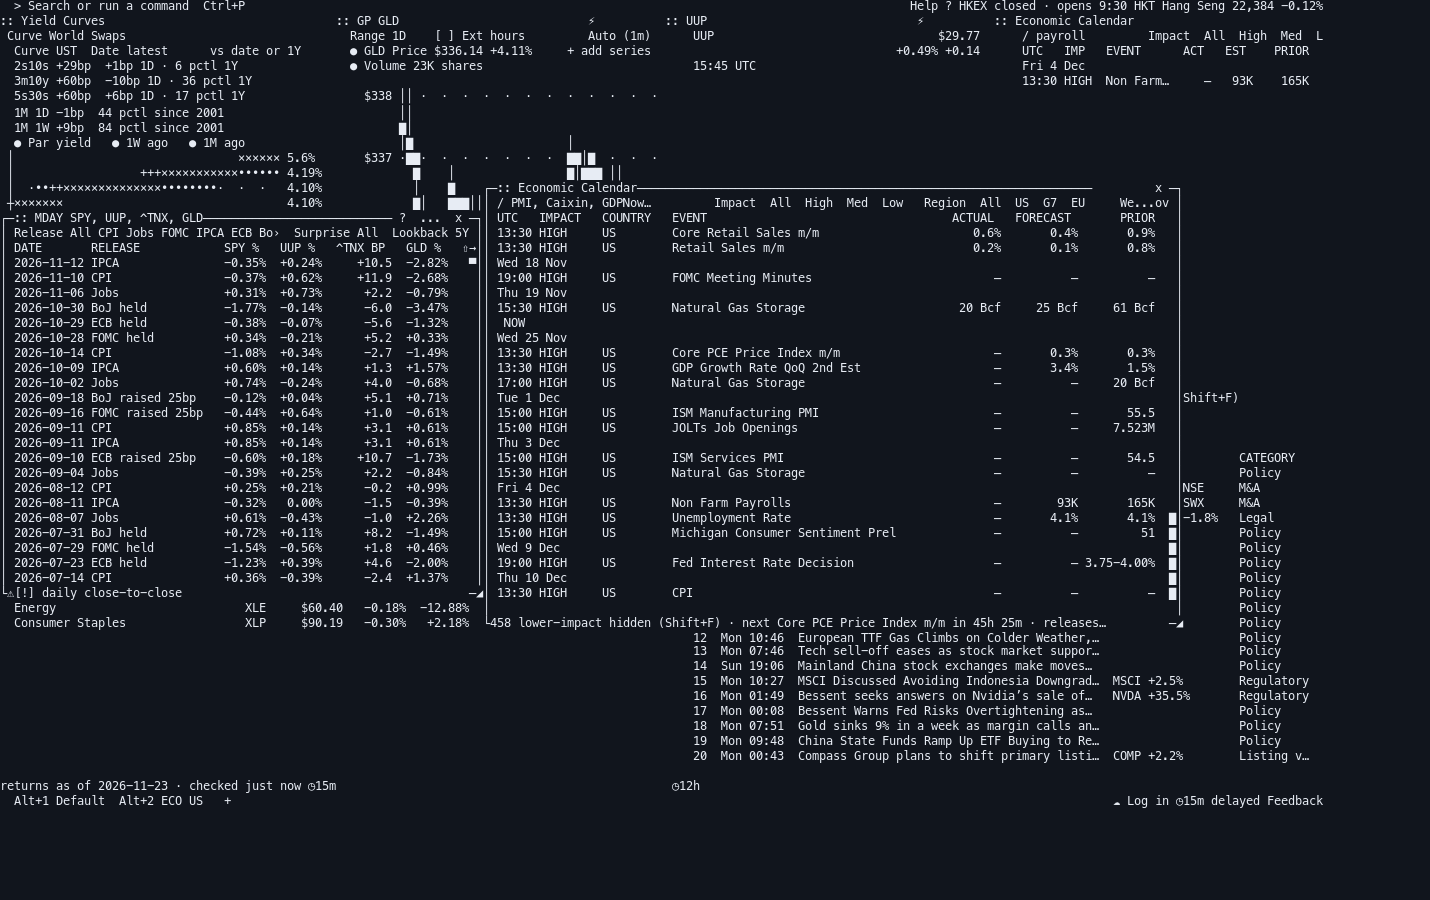 > Search or run a command  Ctrl+P    Help ? HKEX closed · opens 9:30 HKT Hang Seng 22,384 −0.12%
:: Yield Curves    :: GP GLD    ⚡    :: UUP    ⚡    :: Economic Calendar
Curve World Swaps    Range 1D    [ ] Ext hours    Auto (1m)    UUP    $29.77    / payroll    Impact  All  High  Med  L
Curve UST  Date latest    vs date or 1Y    ● GLD Price $336.14 +4.11%    + add series    +0.49% +0.14    UTC  IMP  EVENT    ACT  EST    PRIOR
2s10s +29bp  +1bp 1D · 6 pctl 1Y    ● Volume 23K shares    15:45 UTC    Fri 4 Dec
3m10y +60bp  −10bp 1D · 36 pctl 1Y    13:30 HIGH  Non Farm…    —  93K    165K
5s30s +60bp  +6bp 1D · 17 pctl 1Y    $338
1M 1D −1bp  44 pctl since 2001
1M 1W +9bp  84 pctl since 2001
● Par yield   ● 1W ago   ● 1M ago
5.6%    $337
4.19%
4.10%    :: Economic Calendar    x
4.10%    / PMI, Caixin, GDPNow…    Impact  All  High  Med  Low   Region  All  US  G7  EU    We...ov
:: MDAY SPY, UUP, ^TNX, GLD    ?  ...  x    UTC   IMPACT   COUNTRY   EVENT    ACTUAL   FORECAST    PRIOR
Release All CPI Jobs FOMC IPCA ECB Bo›  Surprise All  Lookback 5Y    13:30 HIGH    US    Core Retail Sales m/m    0.6%    0.4%    0.9%
DATE    RELEASE    SPY %   UUP %   ^TNX BP   GLD %   ⇧→    13:30 HIGH    US    Retail Sales m/m    0.2%    0.1%    0.8%
2026−11−12 IPCA    −0.35%  +0.24%    +10.5  −2.82%    Wed 18 Nov
2026−11−10 CPI    −0.37%  +0.62%    +11.9  −2.68%    19:00 HIGH    US    FOMC Meeting Minutes    —    —    —
2026−11−06 Jobs    +0.31%  +0.73%    +2.2  −0.79%    Thu 19 Nov
2026−10−30 BoJ held    −1.77%  −0.14%    −6.0  −3.47%    15:30 HIGH    US    Natural Gas Storage    20 Bcf    25 Bcf    61 Bcf
2026−10−29 ECB held    −0.38%  −0.07%    −5.6  −1.32%    NOW
2026−10−28 FOMC held    +0.34%  −0.21%    +5.2  +0.33%    Wed 25 Nov
2026−10−14 CPI    −1.08%  +0.34%    −2.7  −1.49%    13:30 HIGH    US    Core PCE Price Index m/m    —    0.3%    0.3%
2026−10−09 IPCA    +0.60%  +0.14%    +1.3  +1.57%    13:30 HIGH    US    GDP Growth Rate QoQ 2nd Est    —    3.4%    1.5%
2026−10−02 Jobs    +0.74%  −0.24%    +4.0  −0.68%    17:00 HIGH    US    Natural Gas Storage    —    —    20 Bcf
2026−09−18 BoJ raised 25bp    −0.12%  +0.04%    +5.1  +0.71%    Tue 1 Dec    Shift+F)
2026−09−16 FOMC raised 25bp    −0.44%  +0.64%    +1.0  −0.61%    15:00 HIGH    US    ISM Manufacturing PMI    —    —    55.5
2026−09−11 CPI    +0.85%  +0.14%    +3.1  +0.61%    15:00 HIGH    US    JOLTs Job Openings    —    —    7.523M
2026−09−11 IPCA    +0.85%  +0.14%    +3.1  +0.61%    Thu 3 Dec
2026−09−10 ECB raised 25bp    −0.60%  +0.18%    +10.7  −1.73%    15:00 HIGH    US    ISM Services PMI    —    —    54.5    CATEGORY
2026−09−04 Jobs    −0.39%  +0.25%    +2.2  −0.84%    15:30 HIGH    US    Natural Gas Storage    —    —    —    Policy
2026−08−12 CPI    +0.25%  +0.21%    −0.2  +0.99%    Fri 4 Dec    NSE    M&A
2026−08−11 IPCA    −0.32%  0.00%    −1.5  −0.39%    13:30 HIGH    US    Non Farm Payrolls    —    93K    165K    SWX    M&A
2026−08−07 Jobs    +0.61%  −0.43%    −1.0  +2.26%    13:30 HIGH    US    Unemployment Rate    —    4.1%    4.1%    −1.8%    Legal
2026−07−31 BoJ held    +0.72%  +0.11%    +8.2  −1.49%    15:00 HIGH    US    Michigan Consumer Sentiment Prel    —    —    51    Policy
2026−07−29 FOMC held    −1.54%  −0.56%    +1.8  +0.46%    Wed 9 Dec    Policy
2026−07−23 ECB held    −1.23%  +0.39%    +4.6  −2.00%    19:00 HIGH    US    Fed Interest Rate Decision    —    — 3.75−4.00%    Policy
2026−07−14 CPI    +0.36%  −0.39%    −2.4  +1.37%    Thu 10 Dec    Policy
⚠[!] daily close−to−close    13:30 HIGH    US    CPI    —    —    —    Policy
Energy    XLE    $60.40   −0.18%  −12.88%    Policy
Consumer Staples    XLP    $90.19   −0.30%   +2.18%    458 lower−impact hidden (Shift+F) · next Core PCE Price Index m/m in 45h 25m · releases…    Policy
12  Mon 10:46  European TTF Gas Climbs on Colder Weather,…    Policy
13  Mon 07:46  Tech sell−off eases as stock market suppor…    Policy
14  Sun 19:06  Mainland China stock exchanges make moves…    Policy
15  Mon 10:27  MSCI Discussed Avoiding Indonesia Downgrad…  MSCI +2.5%    Regulatory
16  Mon 01:49  Bessent seeks answers on Nvidia’s sale of…  NVDA +35.5%    Regulatory
17  Mon 00:08  Bessent Warns Fed Risks Overtightening as…    Policy
18  Mon 07:51  Gold sinks 9% in a week as margin calls an…    Policy
19  Mon 09:48  China State Funds Ramp Up ETF Buying to Re…    Policy
20  Mon 00:43  Compass Group plans to shift primary listi…  COMP +2.2%    Listing v…
returns as of 2026−11−23 · checked just now ◷15m    ◷12h
Alt+1 Default  Alt+2 ECO US   +    ☁ Log in ◷15m delayed Feedback